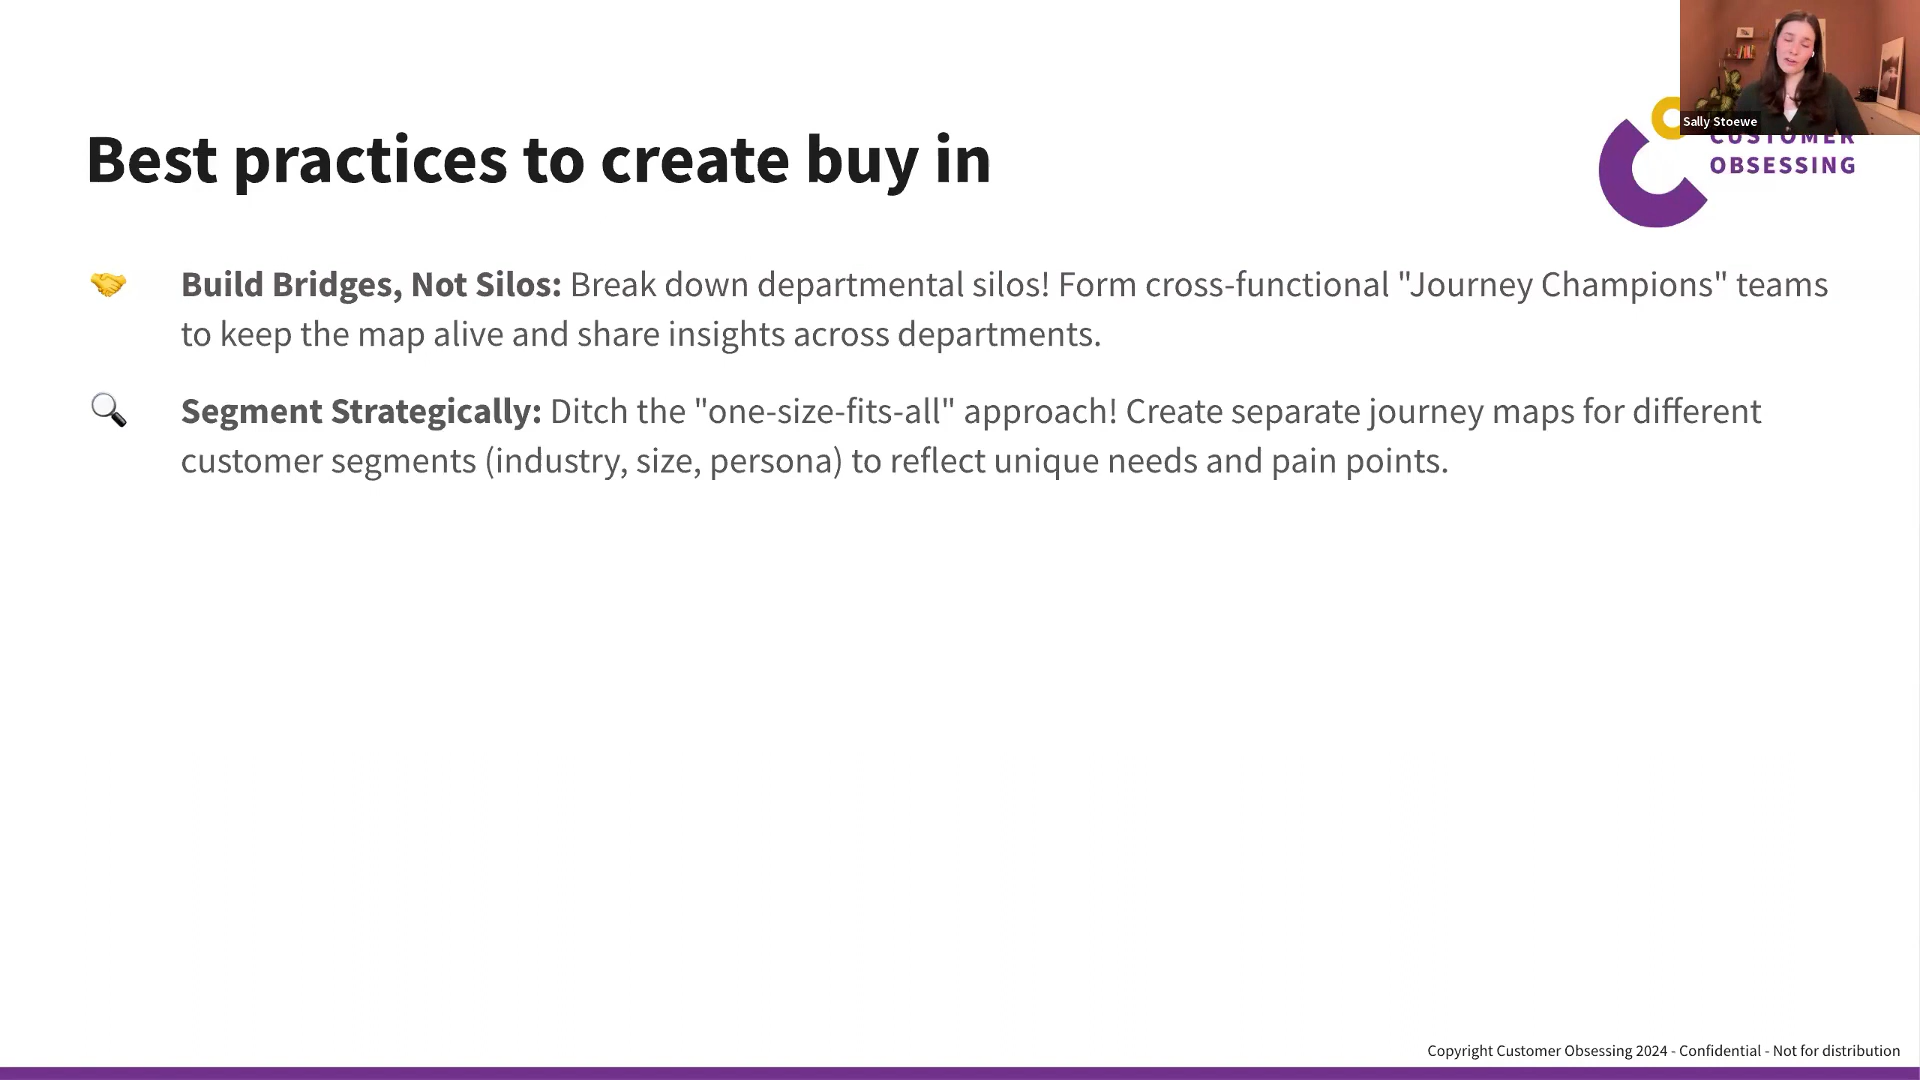 Sally Stoewe
CUSTOMER
OBSESSING
Best practices to create buy in
Build Bridges, Not Silos: Break down departmental silos! Form cross-functional "Journey Champions" teams
to keep the map alive and share insights across departments.
Segment Strategically: Ditch the "one-size-fits-all" approach! Create separate journey maps for different
customer segments (industry, size, persona) to reflect unique needs and pain points.
Copyright Customer Obsessing 2024 - Confidential - Not for distribution